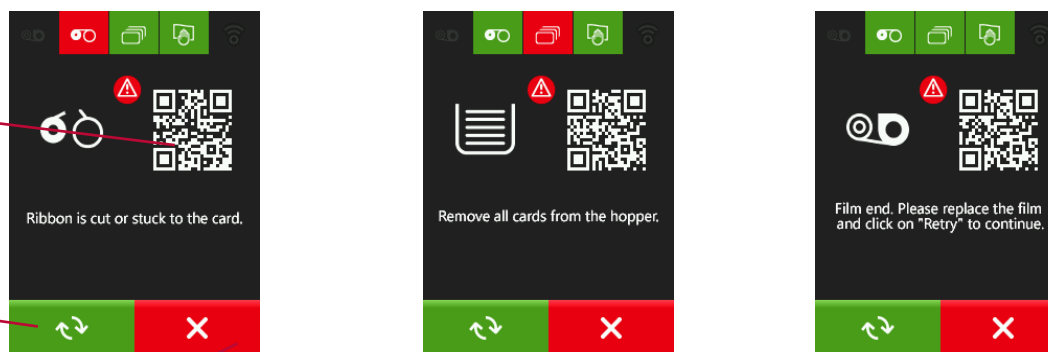 Ribbon is cut or stuck to the card.
Remove all cards from the hopper.
Film end. Please replace the film
and click on "Retry" to continue.